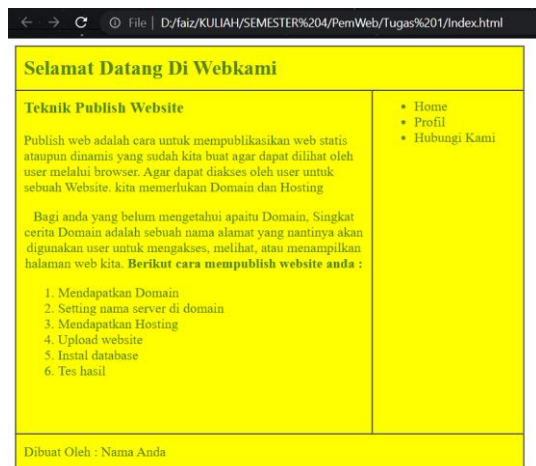 File | D:/faiz/KULIAH/SEMESTER%204/PemWeb/Tugas%201/Index.html
Selamat Datang Di Webkami
Teknik Publish Website
Publish web adalah cara untuk mempublikasikan web statis
ataupun dinamis yang sudah kita buat agar dapat dilihat oleh
user melalui browser. Agar dapat diakses oleh user untuk
sebuah Website. kita memerlukan Domain dan Hosting
Bagi anda yang belum mengetahui apaitu Domain, Singkat
cerita Domain adalah sebuah nama alamat yang nantinya akan
digunakan user untuk mengakses, melihat, atau menampilkan
halaman web kita. Berikut cara mempublish website anda :
1. Mendapatkan Domain
2. Setting nama server di domain
3. Mendapatkan Hosting
4. Upload website
5. Instal database
6. Tes hasil
• Home
• Profil
• Hubungi Kami
Dibuat Oleh : Nama Anda